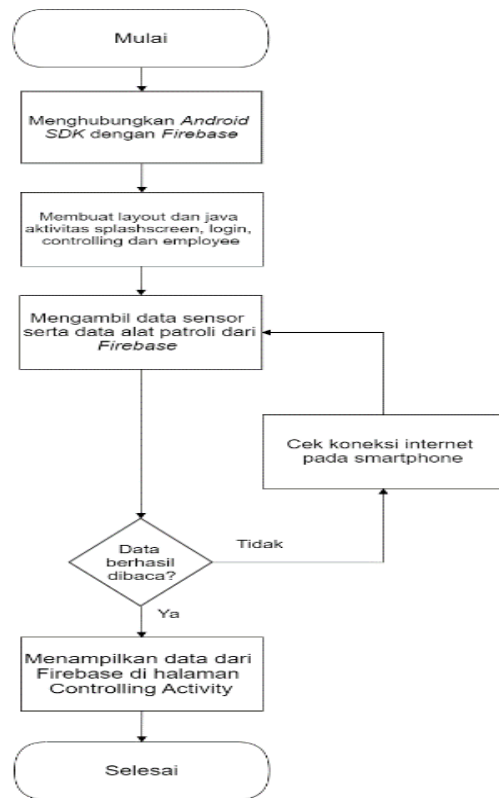 Mulai
Menghubungkan Android
SDK dengan Firebase
Membuat layout dan java
aktivitas splashscreen, login,
controlling dan employee
Mengambil data sensor
serta data alat patroli dari
Firebase
Cek koneksi internet
pada smartphone
Data
berhasil
dibaca?
Tidak
Ya
Menampilkan data dari
Firebase di halaman
Controlling Activity
Selesai